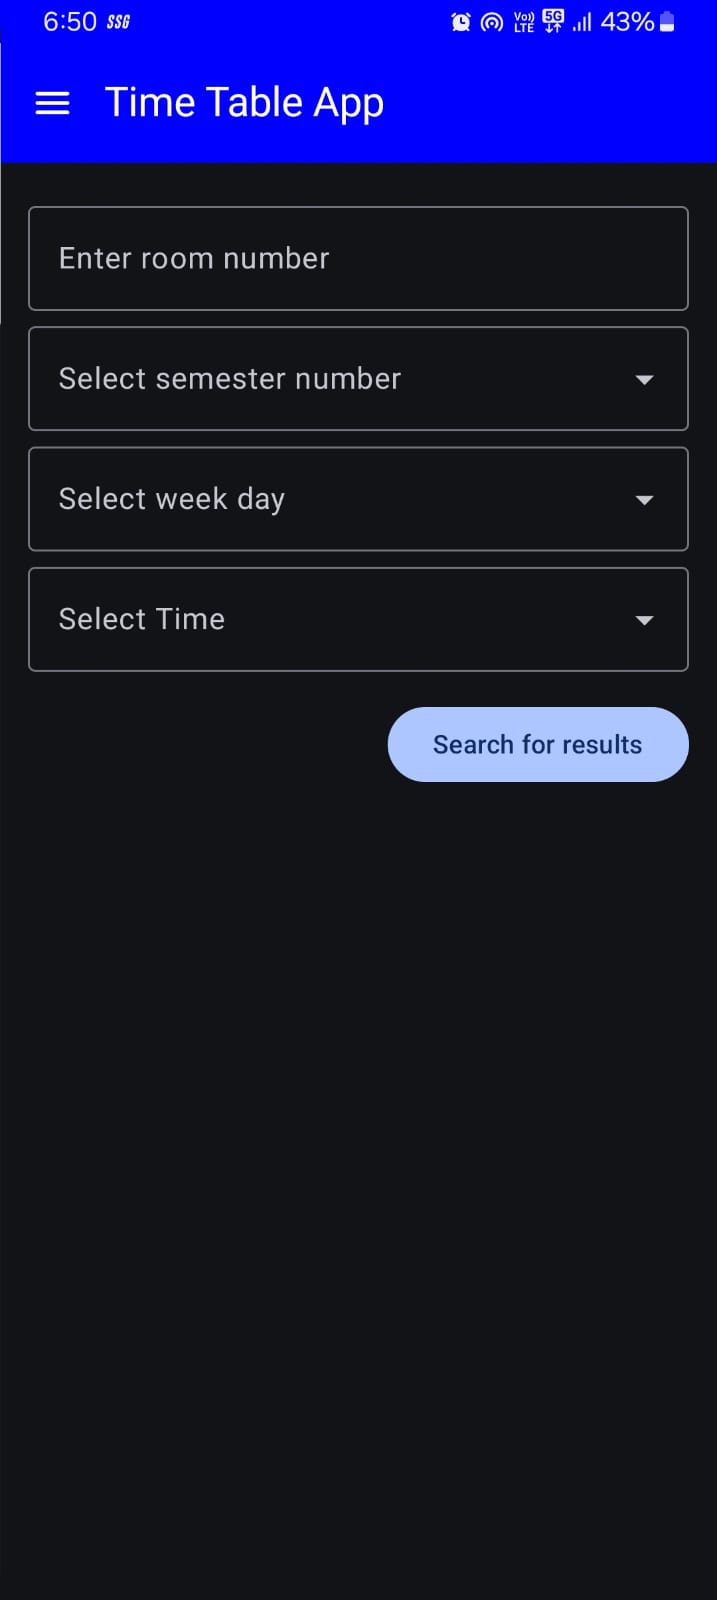 6:50 SSG Vo)) LTE 5G 43%
Time Table App
Enter room number
Select semester number
Select week day
Select Time
Search for results